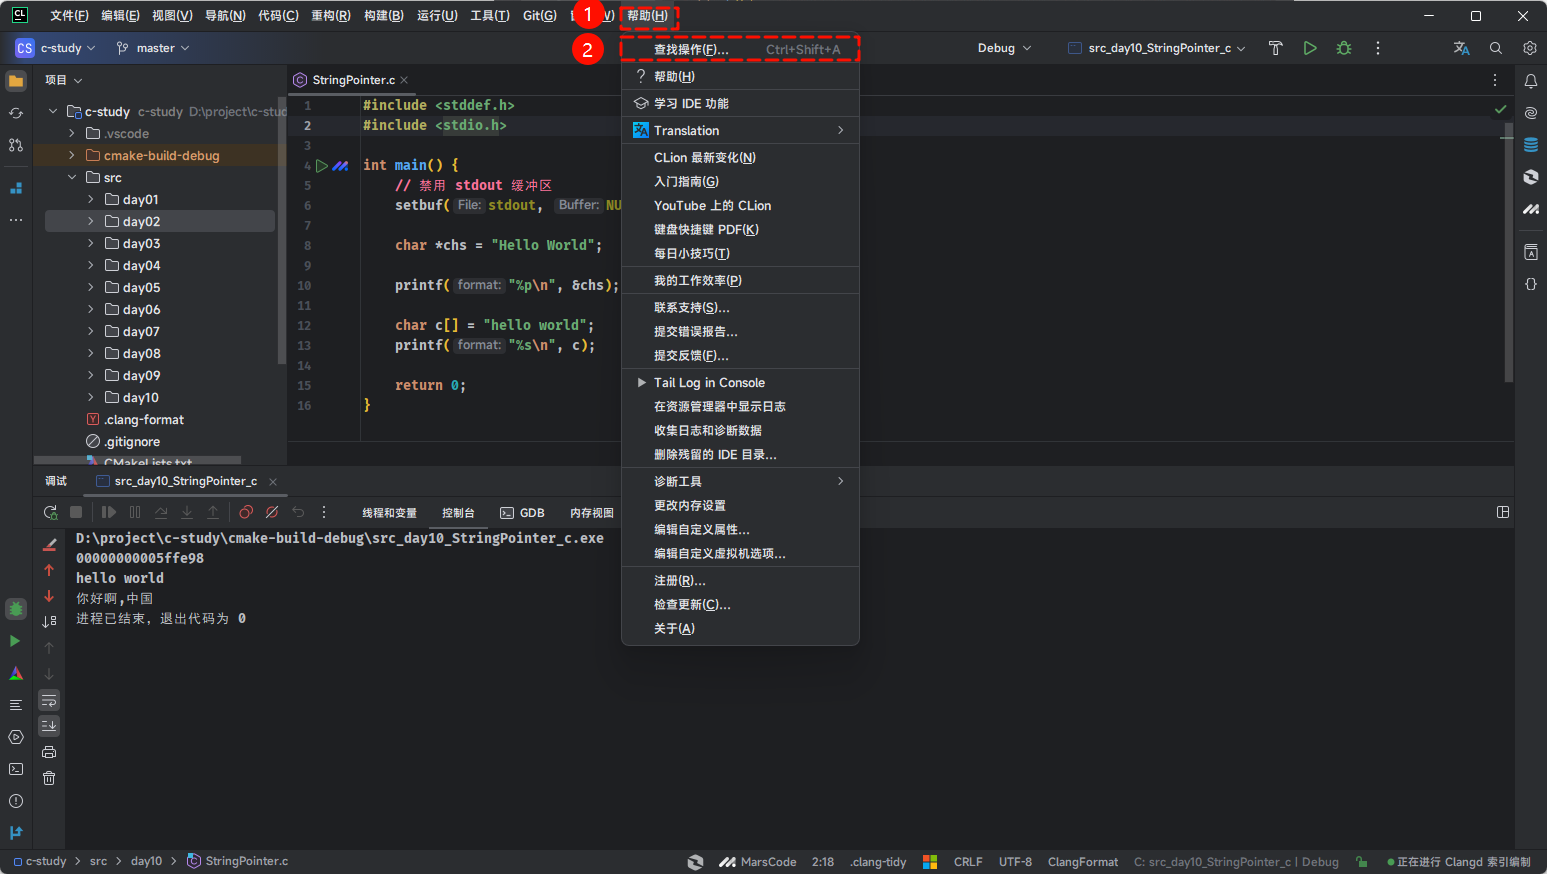 CL 文件(F) 编辑(E) 视图(V) 导航(N) 代码(C) 重构(R) 构建(B) 运行(U) 工具(T) Git(G) 1 W) 帮助(H)
CS c-study master 2 查找操作(F)... Ctrl+Shift+A Debug src_day10_StringPointer_c
项目
StringPointer.c
c-study c-study D:\project\c-stud
.vscode
cmake-build-debug
src
day01
day02
day03
day04
day05
day06
day07
day08
day09
day10
.clang-format
.gitignore
CMakeLists.txt
1 #include <stddef.h>
2 #include <stdio.h>
3
4 int main() {
5 // 禁用 stdout 缓冲区
6 setbuf( File: stdout, Buffer: NU
7
8 char *chs = "Hello World";
9
10 printf( format: "%p\n", &chs);
11
12 char c[] = "hello world";
13 printf( format: "%s\n", c);
14
15 return 0;
16 }
? 帮助(H)
学习 IDE 功能
Translation
CLion 最新变化(N)
入门指南(G)
YouTube 上的 CLion
键盘快捷键 PDF(K)
每日小技巧(T)
我的工作效率(P)
联系支持(S)...
提交错误报告...
提交反馈(F)...
Tail Log in Console
在资源管理器中显示日志
收集日志和诊断数据
删除残留的 IDE 目录...
诊断工具
更改内存设置
编辑自定义属性...
编辑自定义虚拟机选项...
注册(R)...
检查更新(C)...
关于(A)
调试 src_day10_StringPointer_c
线程和变量 控制台 GDB 内存视图
D:\project\c-study\cmake-build-debug\src_day10_StringPointer_c.exe
00000000005ffe98
hello world
你好啊,中国
进程已结束，退出代码为 0
c-study > src > day10 > StringPointer.c MarsCode 2:18 .clang-tidy CRLF UTF-8 ClangFormat C: src_day10_StringPointer_c | Debug 正在进行 Clangd 索引编制